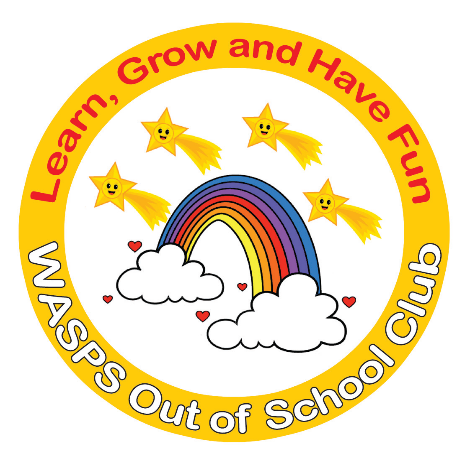 Learn, Grow and Have Fun
WASPS Out of School Club